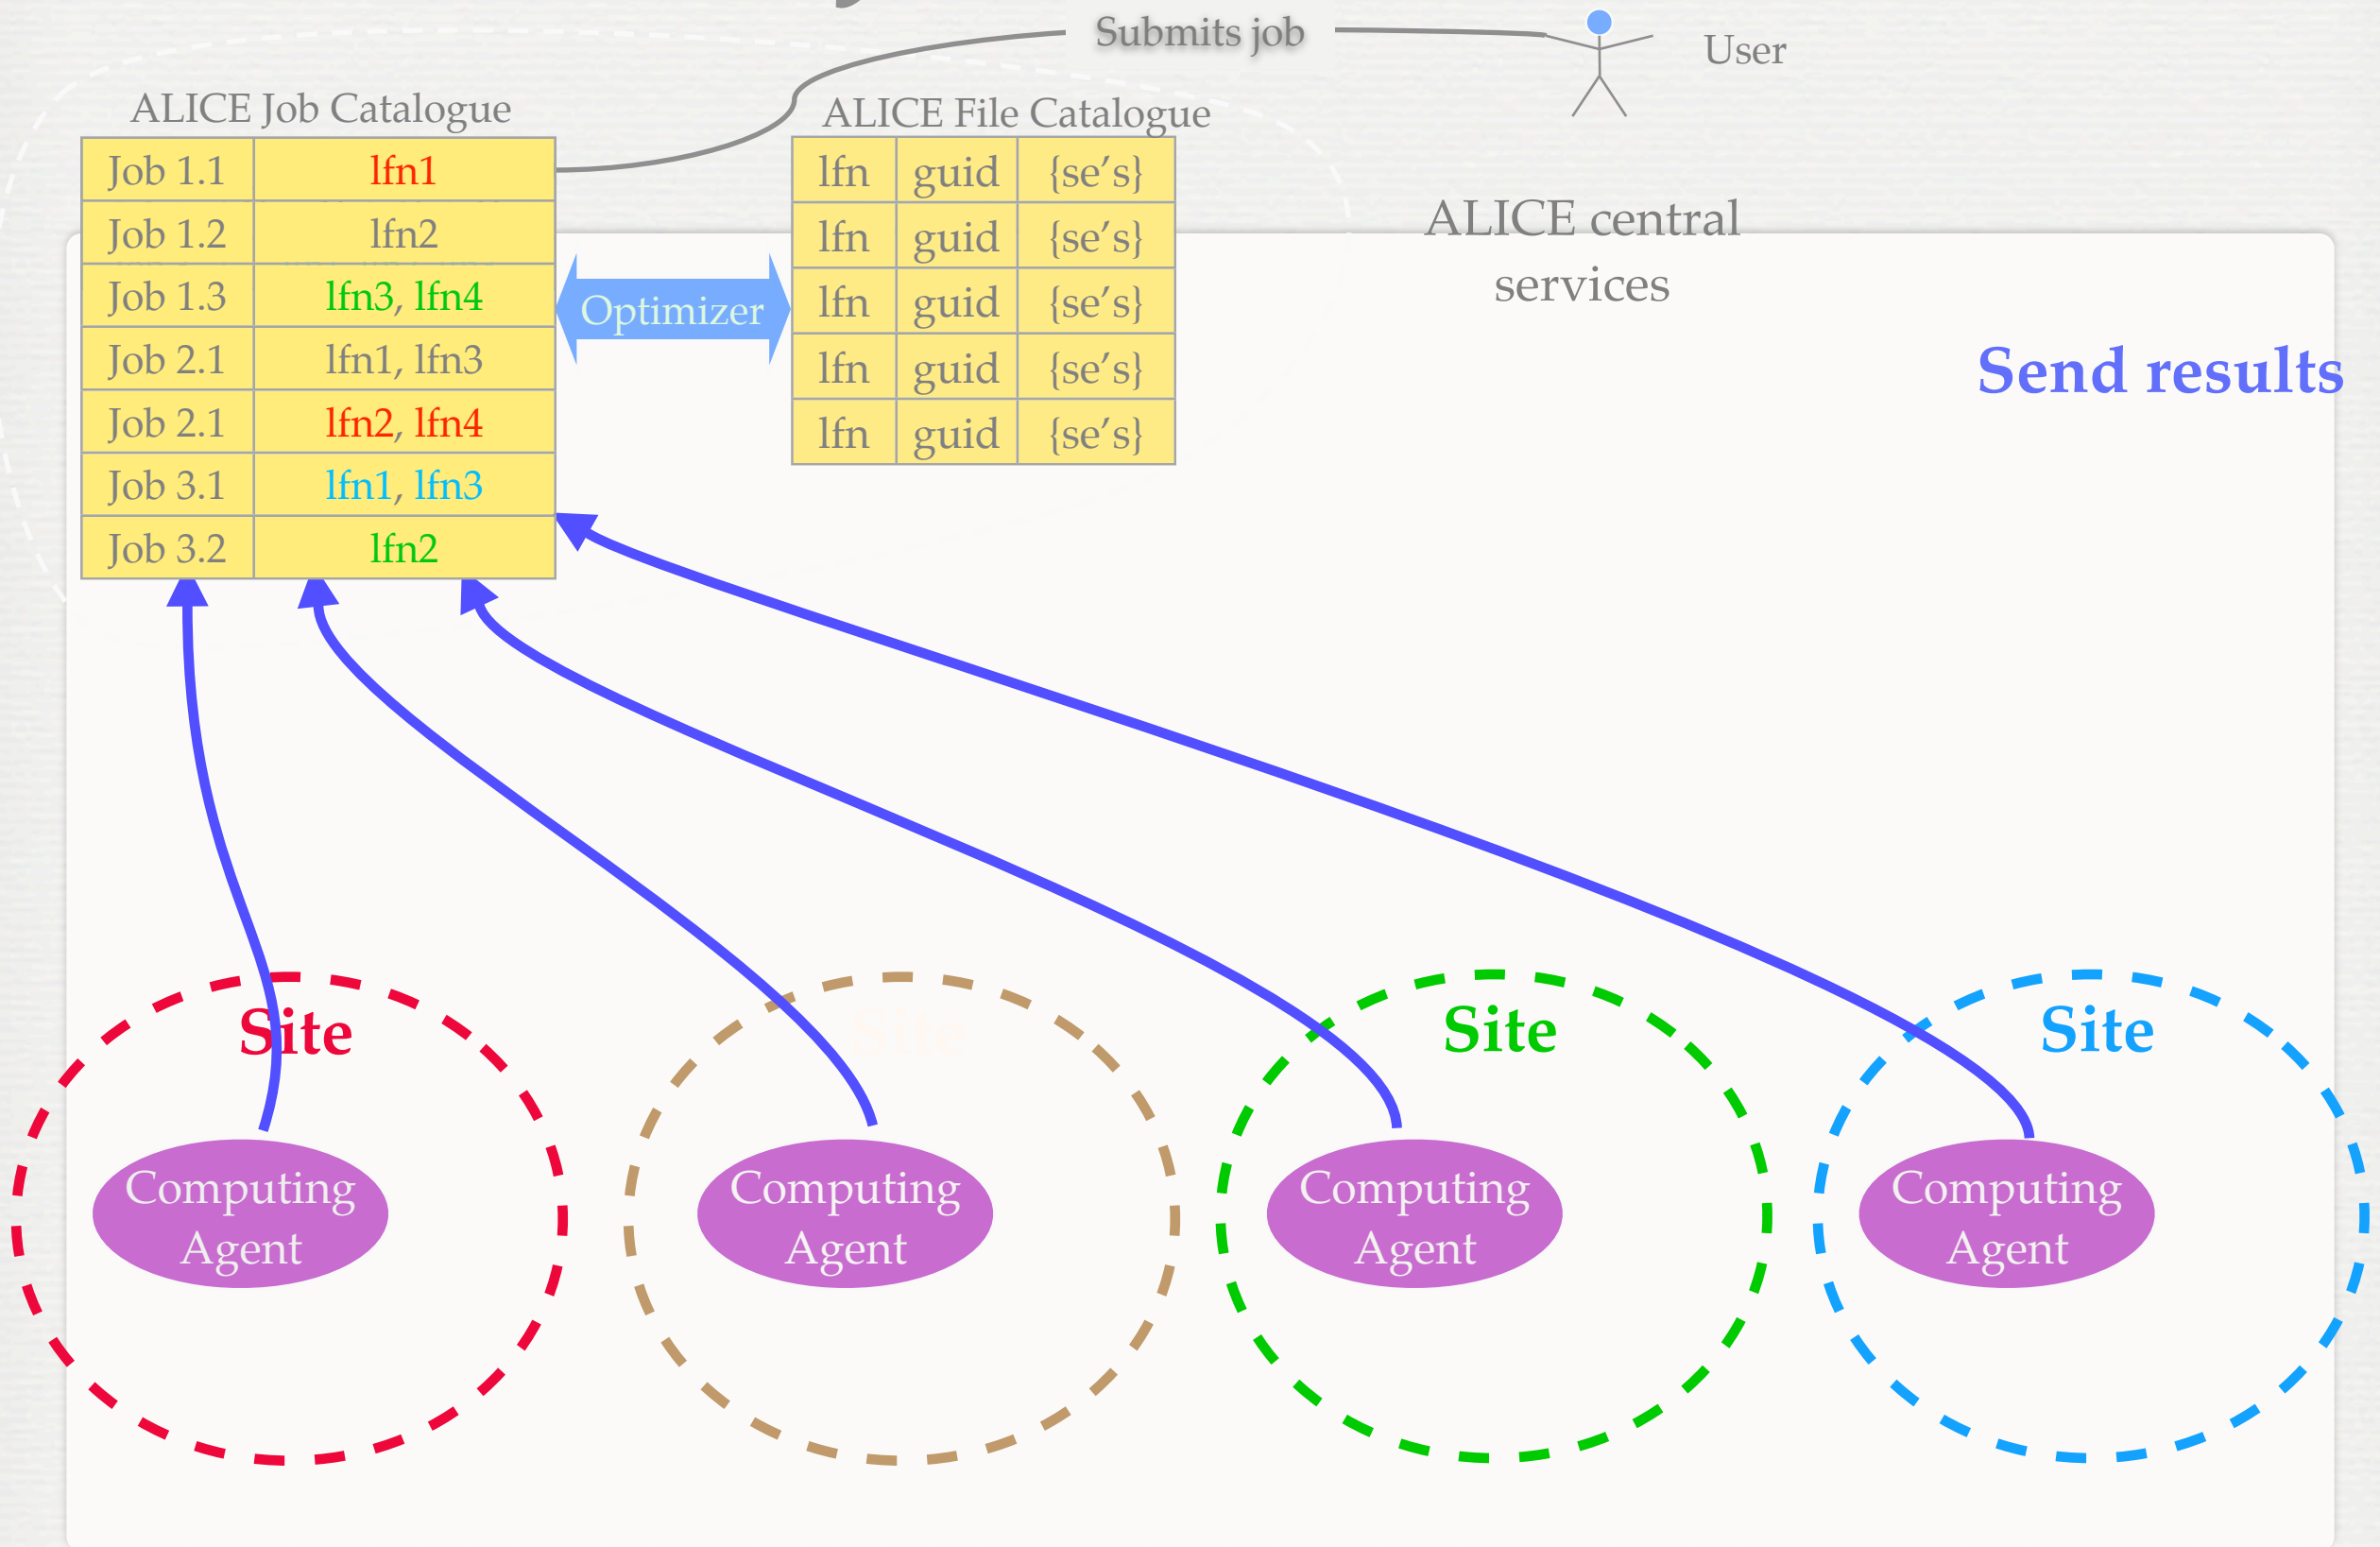 Submits job
User
ALICE Job Catalogue
ALICE File Catalogue
Job 1.1 lfn1
Job 1.2 lfn2
Job 1.3 lfn3, lfn4
Job 2.1 lfn1, lfn3
Job 2.1 lfn2, lfn4
Job 3.1 lfn1, lfn3
Job 3.2 lfn2
Optimizer
lfn guid {se’s}
lfn guid {se’s}
lfn guid {se’s}
lfn guid {se’s}
lfn guid {se’s}
ALICE central
services
Send results
Site
Site
Site
Site
Computing
Agent
Computing
Agent
Computing
Agent
Computing
Agent